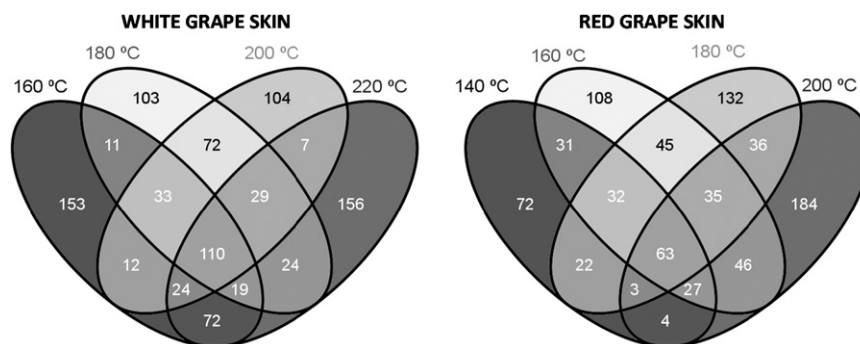 WHITE GRAPE SKIN
180 ºC 200 ºC
160 ºC 220 ºC
103 104
11 72 7
153 33 29 156
12 110 24
24 19
72
RED GRAPE SKIN
160 ºC 180 ºC
140 ºC 200 ºC
108 132
31 45 36
72 32 35 184
22 63 46
3 27
4